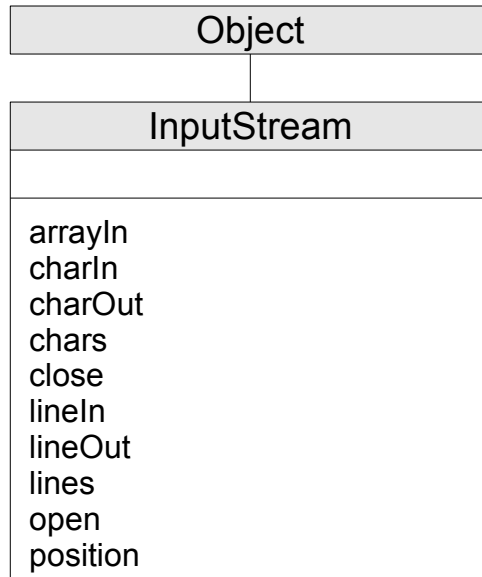 Object
InputStream
arrayIn
charIn
charOut
chars
close
lineIn
lineOut
lines
open
position